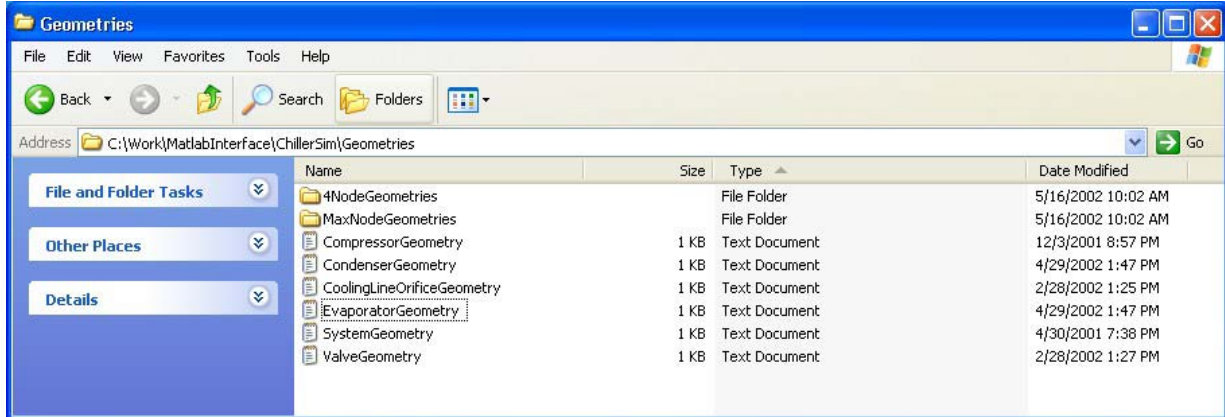 Geometries
File Edit View Favorites Tools Help
Back Search Folders
Address C:\Work\MatlabInterface\ChillerSim\Geometries Go
Name Size Type Date Modified
File and Folder Tasks
Other Places
Details
4NodeGeometries File Folder 5/16/2002 10:02 AM
MaxNodeGeometries File Folder 5/16/2002 10:02 AM
CompressorGeometry 1 KB Text Document 12/3/2001 8:57 PM
CondenserGeometry 1 KB Text Document 4/29/2002 1:47 PM
CoolingLineOrificeGeometry 1 KB Text Document 2/28/2002 1:25 PM
EvaporatorGeometry 1 KB Text Document 4/29/2002 1:47 PM
SystemGeometry 1 KB Text Document 4/30/2001 7:38 PM
ValveGeometry 1 KB Text Document 2/28/2002 1:27 PM